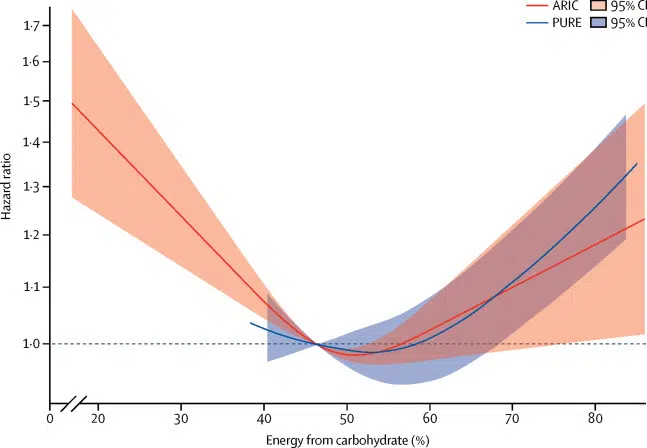 ARIC 95% CI
PURE 95% CI
1·7
1·6
1·5
1·4
1·3
1·2
1·1
1·0
Hazard ratio
0 20 30 40 50 60 70 80
Energy from carbohydrate (%)